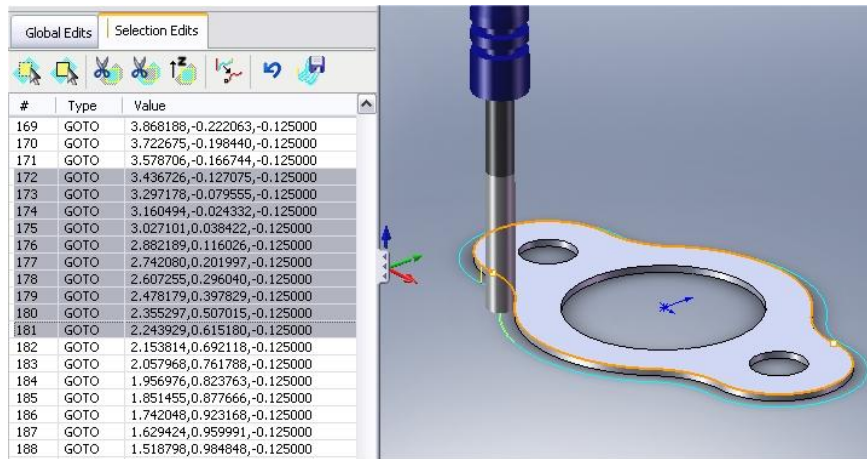 Global Edits Selection Edits
z
# Type Value
169 GOTO 3.868188,-0.222063,-0.125000
170 GOTO 3.722675,-0.198440,-0.125000
171 GOTO 3.578706,-0.166744,-0.125000
172 GOTO 3.436726,-0.127075,-0.125000
173 GOTO 3.297178,-0.079555,-0.125000
174 GOTO 3.160494,-0.024332,-0.125000
175 GOTO 3.027101,0.038422,-0.125000
176 GOTO 2.882189,0.116026,-0.125000
177 GOTO 2.742080,0.201997,-0.125000
178 GOTO 2.607255,0.296040,-0.125000
179 GOTO 2.478179,0.397829,-0.125000
180 GOTO 2.355297,0.507015,-0.125000
181 GOTO 2.243929,0.615180,-0.125000
182 GOTO 2.153814,0.692118,-0.125000
183 GOTO 2.057968,0.761788,-0.125000
184 GOTO 1.956976,0.823763,-0.125000
185 GOTO 1.851455,0.877666,-0.125000
186 GOTO 1.742048,0.923168,-0.125000
187 GOTO 1.629424,0.959991,-0.125000
188 GOTO 1.518798,0.984848,-0.125000